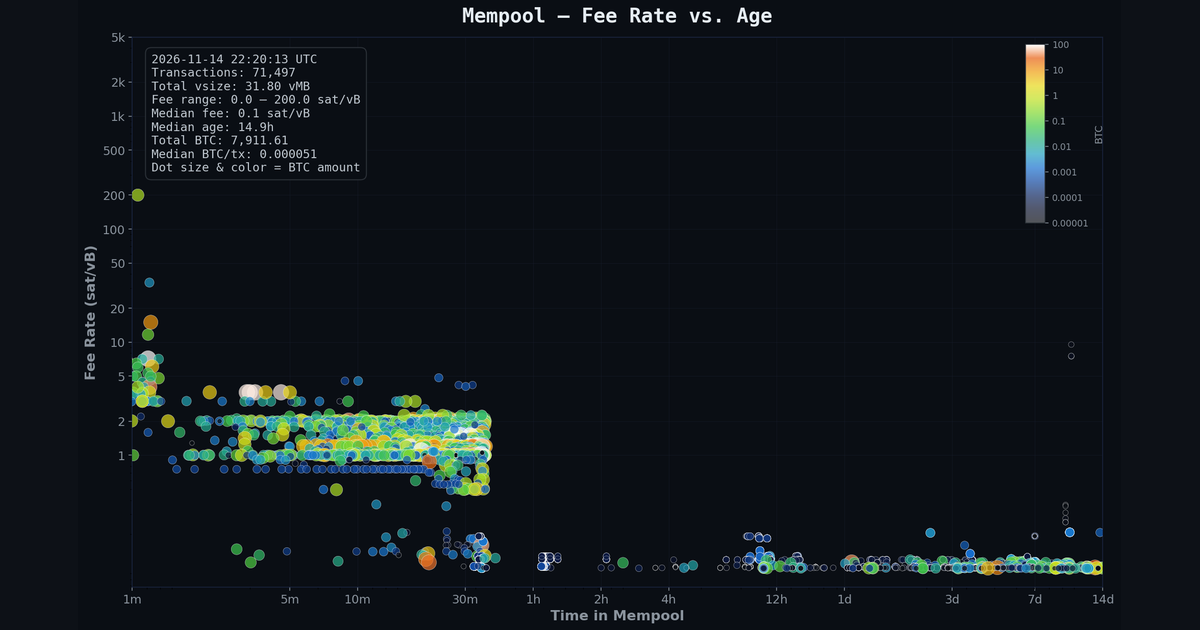 Mempool — Fee Rate vs. Age
2026-11-14 22:20:13 UTC
Transactions: 71,497
Total vsize: 31.80 vMB
Fee range: 0.0 — 200.0 sat/vB
Median fee: 0.1 sat/vB
Median age: 14.9h
Total BTC: 7,911.61
Median BTC/tx: 0.000051
Dot size & color = BTC amount
100
10
1
0.1
0.01
0.001
0.0001
0.00001
BTC
5k
2k
1k
500
200
100
50
20
10
5
2
1
Fee Rate (sat/vB)
1m
5m
10m
30m
1h
2h
4h
12h
1d
3d
7d
14d
Time in Mempool